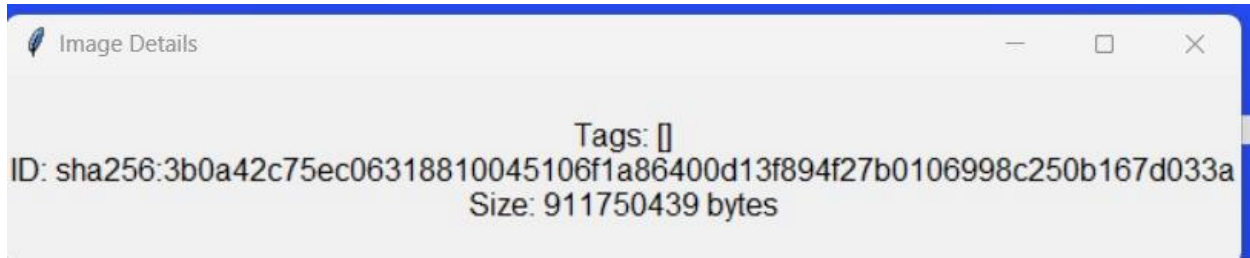 Image Details
Tags: []
ID: sha256:3b0a42c75ec06318810045106f1a86400d13f894f27b0106998c250b167d033a
Size: 911750439 bytes